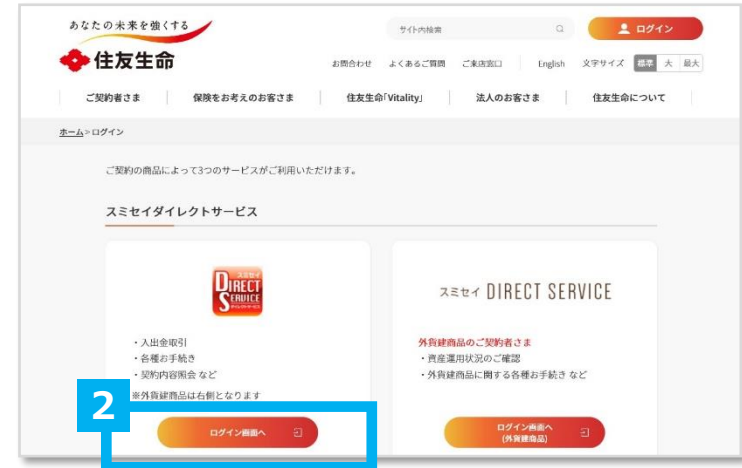 あなたの未来を強くする
サイト内検索
ログイン
住友生命
お問合わせ よくあるご質問 ご来店窓口 English 文字サイズ 標準 大 最大
ご契約者さま 保険をお考えのお客さま 住友生命「Vitality」 法人のお客さま 住友生命について
ホーム>ログイン
ご契約の商品によって3つのサービスがご利用いただけます。
スミセイダイレクトサービス
スミセイ
DIRECT
SERVICE
スミセイ DIRECT SERVICE
・入出金取引
・各種お手続き
・契約内容照会 など
※外貨建商品は右側となります
外貨建商品のご契約者さま
・資産運用状況のご確認
・外貨建商品に関する各種お手続き など
2
ログイン画面へ
ログイン画面へ
(外貨建商品)